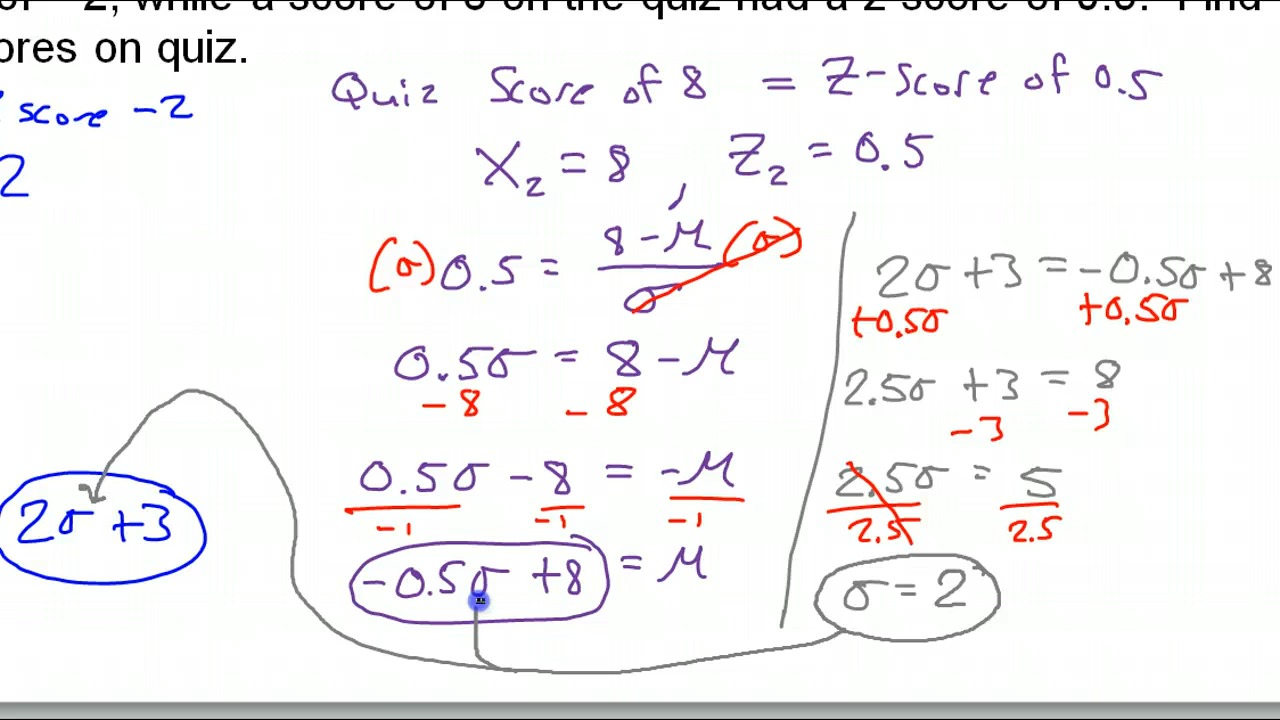 of -2, while a score of 8 on the quiz had a z-score of 0.5. Find
ores on quiz.
score -2
2
2σ +3
Quiz Score of 8 = Z-Score of 0.5
X₂ = 8 , Z₂ = 0.5
(σ) 0.5 = 8-μ (σ)
σ
0.5σ = 8 - μ
-8 -8
0.5σ - 8 = -μ
-1 -1 -1
-0.5σ +8 = μ
2σ +3 = -0.5σ + 8
+0.5σ +0.5σ
2.5σ +3 = 8
-3 -3
2.5σ = 5
2.5 2.5
σ = 2